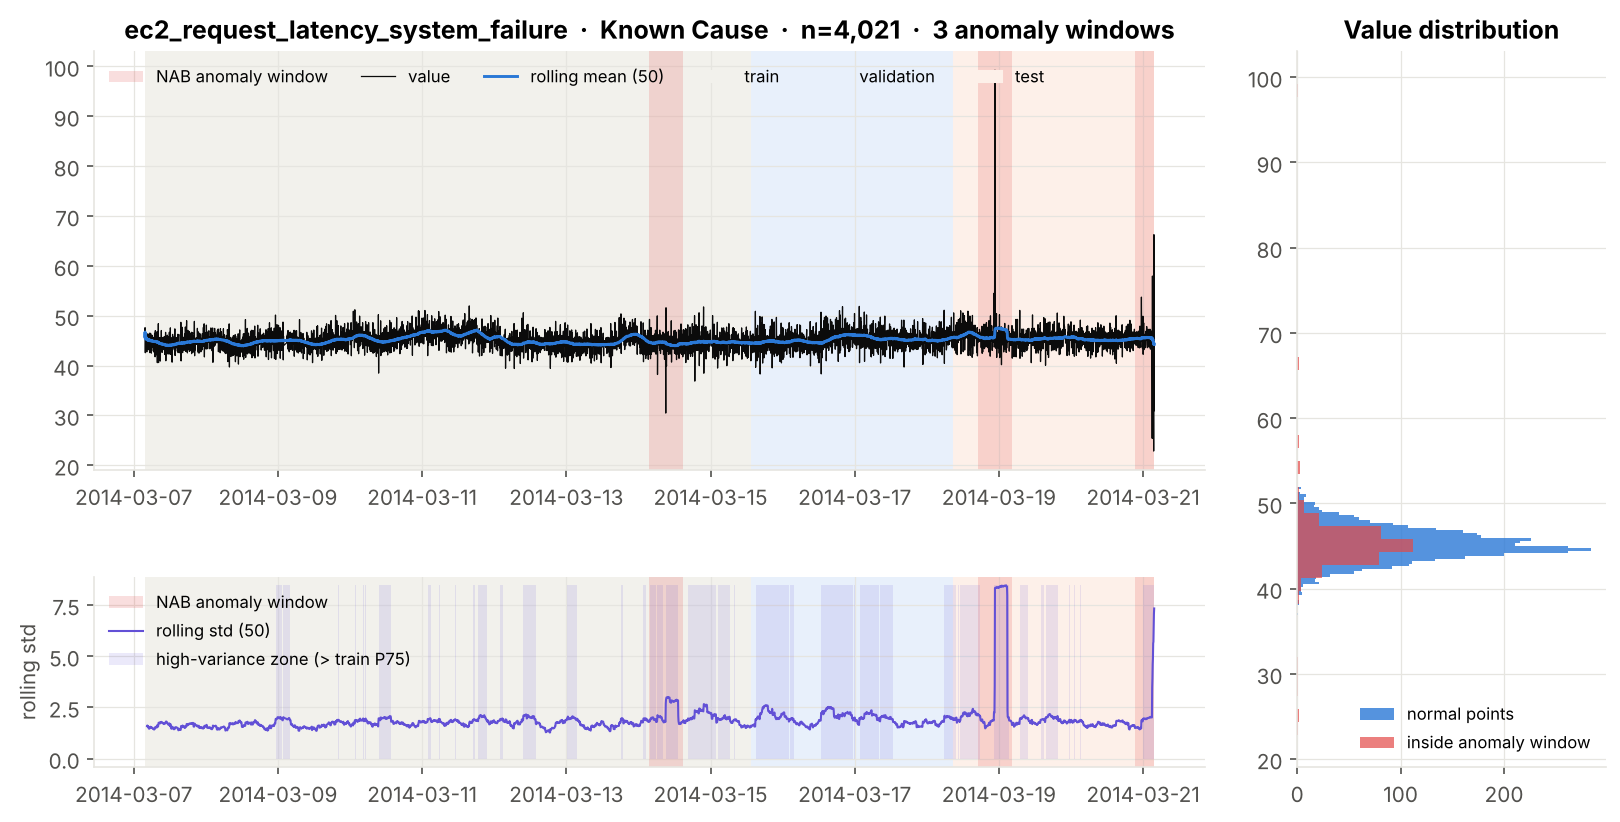 ec2_request_latency_system_failure · Known Cause · n=4,021 · 3 anomaly windows
NAB anomaly window
value
rolling mean (50)
train
validation
test
100
90
80
70
60
50
40
30
20
2014-03-07
2014-03-09
2014-03-11
2014-03-13
2014-03-15
2014-03-17
2014-03-19
2014-03-21
rolling std
NAB anomaly window
rolling std (50)
high-variance zone (> train P75)
7.5
5.0
2.5
0.0
2014-03-07
2014-03-09
2014-03-11
2014-03-13
2014-03-15
2014-03-17
2014-03-19
2014-03-21
Value distribution
100
90
80
70
60
50
40
30
20
normal points
inside anomaly window
0
100
200